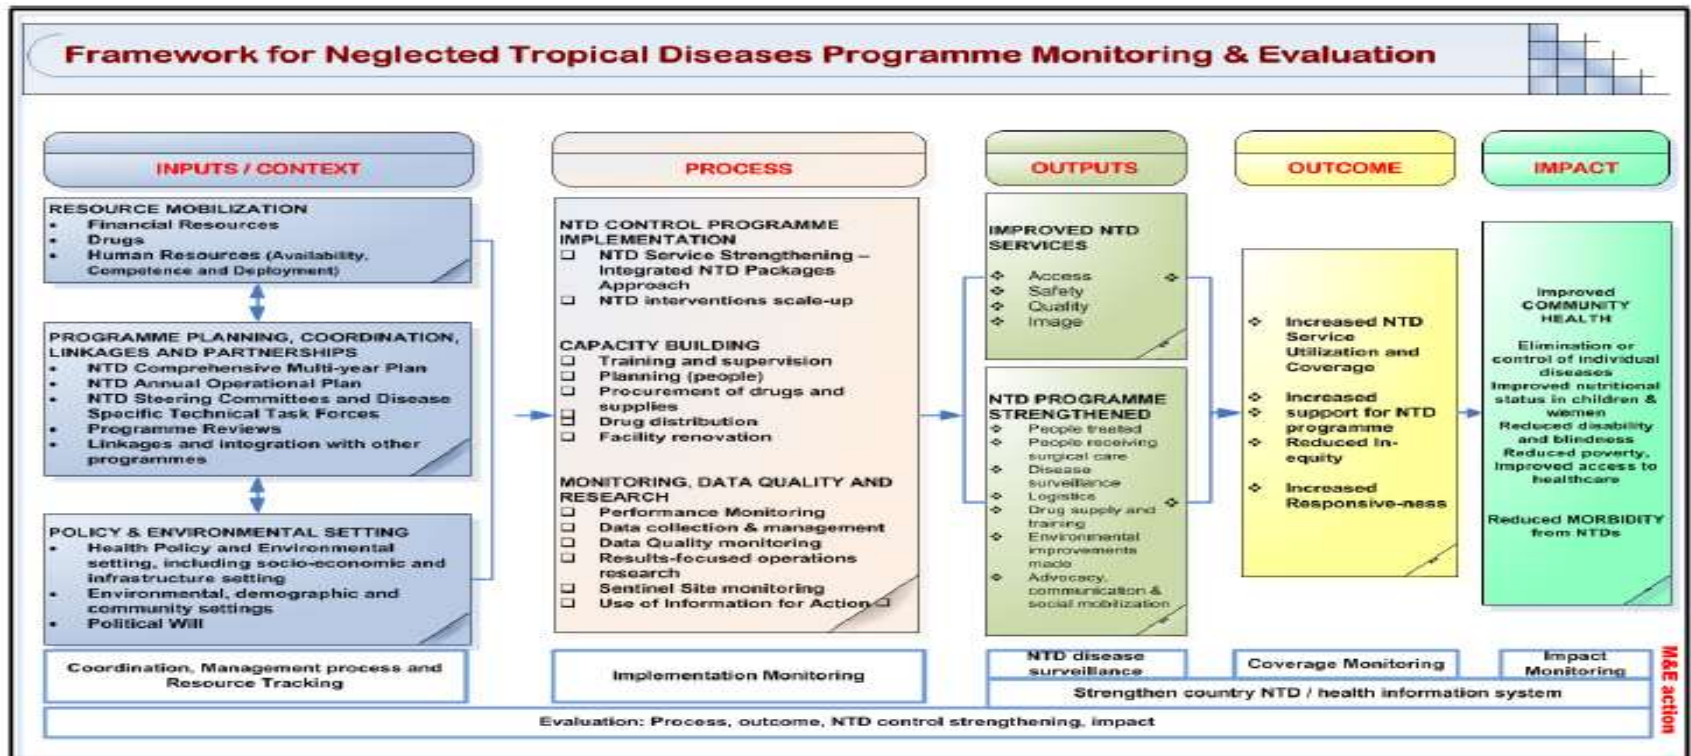 Framework for Neglected Tropical Diseases Programme Monitoring & Evaluation
INPUTS / CONTEXT
RESOURCE MOBILIZATION
• Financial Resources
• Drugs
• Human Resources (Availability,
Competence and Deployment)
PROGRAMME PLANNING, COORDINATION,
LINKAGES AND PARTNERSHIPS
• NTD Comprehensive Multi-year Plan
• NTD Annual Operational Plan
• NTD Steering Committees and Disease
Specific Technical Task Forces
• Programme Reviews
• Linkages and integration with other
programmes
POLICY & ENVIRONMENTAL SETTING
• Health Policy and Environmental
setting, including socio-economic and
infrastructure setting
• Environmental, demographic and
community settings
• Political Will
Coordination, Management process and
Resource Tracking
PROCESS
NTD CONTROL PROGRAMME
IMPLEMENTATION
❑ NTD Service Strengthening –
Integrated NTD Packages
Approach
❑ NTD interventions scale-up
CAPACITY BUILDING
❑ Training and supervision
❑ Planning (people)
❑ Procurement of drugs and
supplies
❑ Drug distribution
❑ Facility renovation
MONITORING, DATA QUALITY AND
RESEARCH
❑ Performance Monitoring
❑ Data collection & management
❑ Data Quality monitoring
❑ Results-focused operations
research
❑ Sentinel Site monitoring
❑ Use of Information for Action ❑
Implementation Monitoring
OUTPUTS
IMPROVED NTD
SERVICES
❖ Access
❖ Safety
❖ Quality
❖ Image
NTD PROGRAMME
STRENGTHENED
❖ People treated
❖ People receiving
surgical care
❖ Disease
surveillance
❖ Logistics
❖ Drug supply and
training
❖ Environmental
improvements
made
❖ Advocacy,
communication &
social mobilization
NTD disease
surveillance
OUTCOME
❖ Increased NTD
Service
Utilization and
Coverage
❖ Increased
❖ support for NTD
programme
❖ Reduced In-
equity
❖ Increased
Responsive-ness
Coverage Monitoring
IMPACT
Improved
COMMUNITY
HEALTH
Elimination or
control of individual
diseases
Improved nutritional
status in children &
women
Reduced disability
and blindness
Reduced poverty,
Improved access to
healthcare
Reduced MORBIDITY
from NTDs
Impact
Monitoring
Strengthen country NTD / health information system
Evaluation: Process, outcome, NTD control strengthening, impact
M&E action